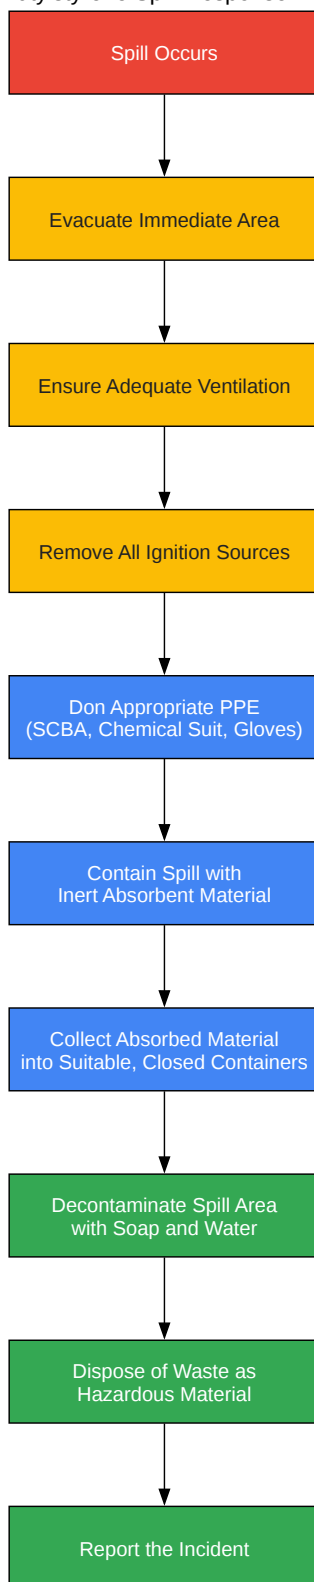 Spill Occurs
Evacuate Immediate Area
Ensure Adequate Ventilation
Remove All Ignition Sources
Don Appropriate PPE
(SCBA, Chemical Suit, Gloves)
Contain Spill with
Inert Absorbent Material
Collect Absorbed Material
into Suitable, Closed Containers
Decontaminate Spill Area
with Soap and Water
Dispose of Waste as
Hazardous Material
Report the Incident